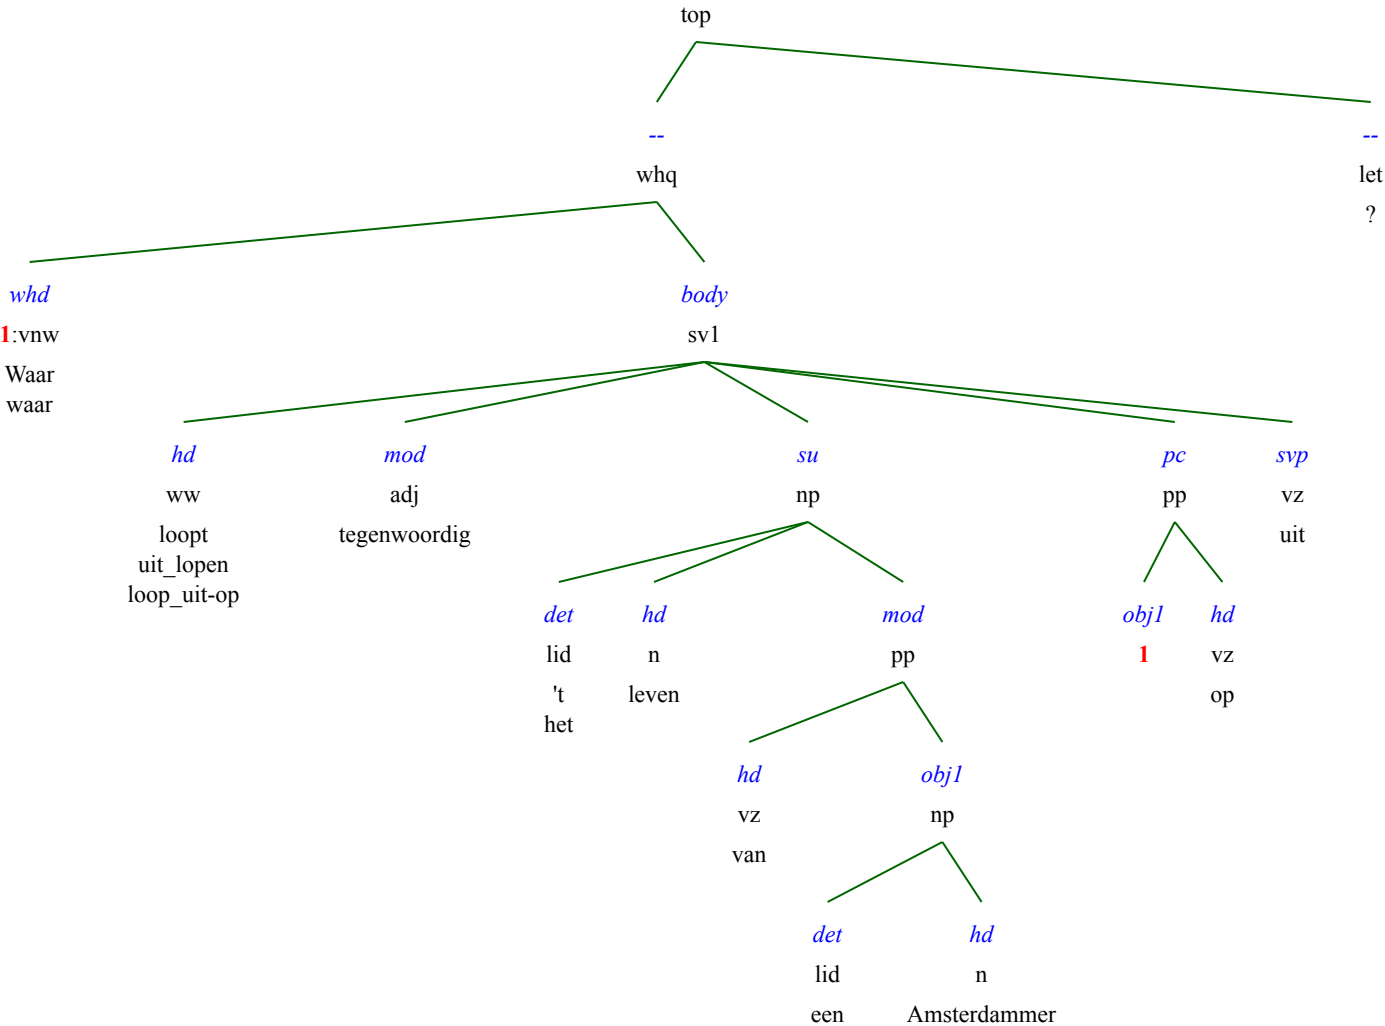 top
-- --
whq let
?
whd body
1:vnw sv1
Waar
waar
hd mod su pc svp
ww adj np pp vz
loopt tegenwoordig uit
uit_lopen
loop_uit-op
det hd mod obj1 hd
lid n pp 1 vz
't leven op
het
hd obj1
vz np
van
det hd
lid n
een Amsterdammer